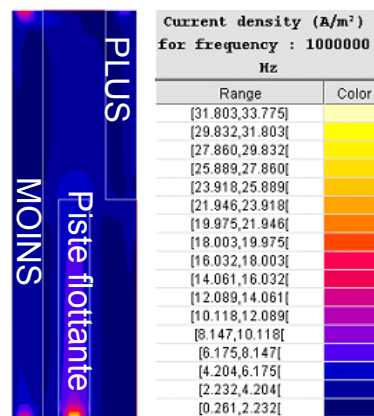 PLUS
MOINS
Piste flottante
Current density (A/m²)
for frequency : 1000000
Hz
Range Color
[31.803,33.775]
[29.832,31.803[
[27.860,29.832[
[25.889,27.860[
[23.918,25.889[
[21.946,23.918[
[19.975,21.946[
[18.003,19.975[
[16.032,18.003[
[14.061,16.032[
[12.089,14.061[
[10.118,12.089[
[8.147,10.118[
[6.175,8.147[
[4.204,6.175[
[2.232,4.204[
[0.261,2.232[